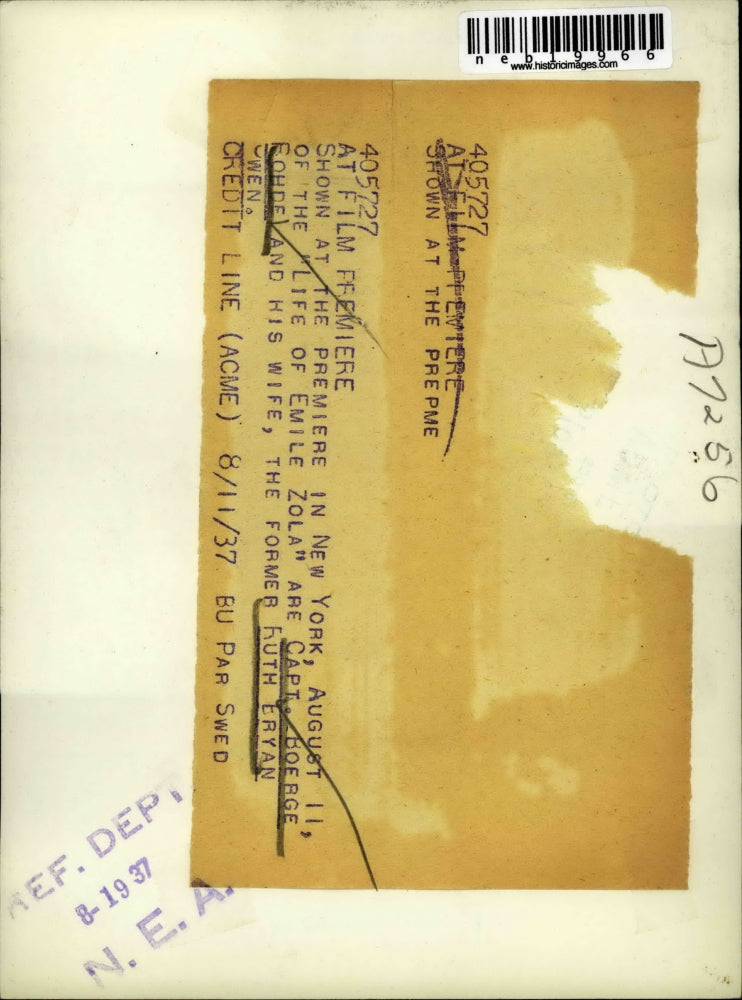 neb19966
www.historicimages.com
A7256
405727
AT FILM PREMIERE
SHOWN AT THE PREPME
405727
AT FILM PREMIERE
SHOWN AT THE PREMIERE IN NEW YORK, AUGUST 11,
OF THE "LIFE OF EMILE ZOLA" ARE CAPT. BOERGE
ROHDE) AND HIS WIFE, THE FORMER RUTH BRYAN
OWEN.
CREDIT LINE (ACME) 8/11/37 BU PAR SWED
REF. DEPT
8-19 37
N. E. A.